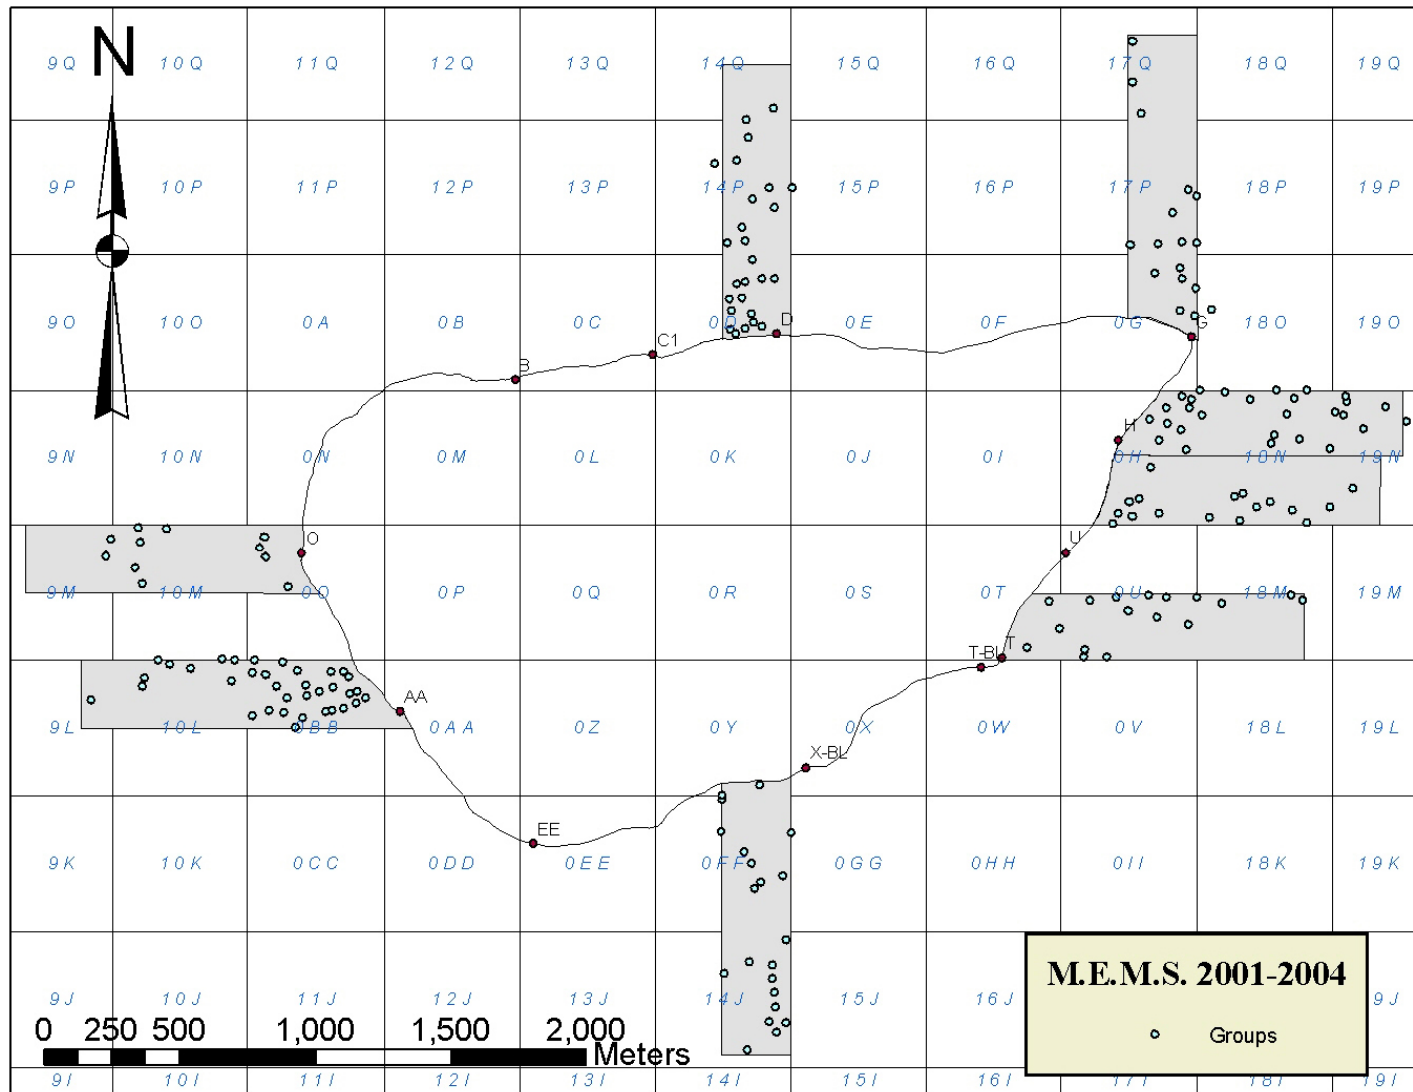 N
9Q 10Q 11Q 12Q 13Q 14Q 15Q 16Q 17Q 18Q 19Q
9P 10P 11P 12P 13P 14P 15P 16P 17P 18P 19P
9O 10O 0A 0B 0C 0D 0E 0F 0G 18O 19O
B C1 D G
9N 10N 0N 0M 0L 0K 0J 0I 0H 18N 19N
H
O U
9M 10M 0O 0P 0Q 0R 0S 0T 0U 18M 19M
T-BL T
AA
9L 10L 0BB 0AA 0Z 0Y 0X 0W 0V 18L 19L
X-BL
EE
9K 10K 0CC 0DD 0EE 0FF 0GG 0HH 0II 18K 19K
M.E.M.S. 2001-2004
Groups
9J 10J 11J 12J 13J 14J 15J 16J 9J
0 250 500 1,000 1,500 2,000
Meters
9I 10I 11I 12I 13I 14I 15I 16I 17I 18I 19I